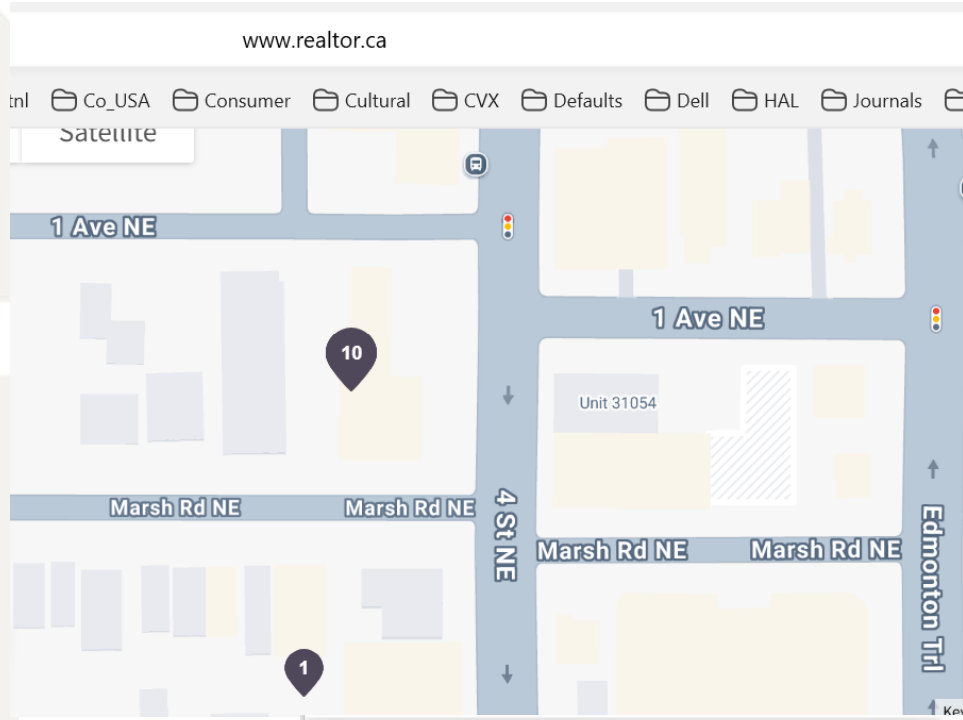 www.realtor.ca
tnl Co_USA Consumer Cultural CVX Defaults Dell HAL Journals
Satellite
1 Ave NE
1 Ave NE
10
Unit 31054
Marsh Rd NE Marsh Rd NE
4 St NE
Marsh Rd NE Marsh Rd NE
Edmonton Trl
1
Key